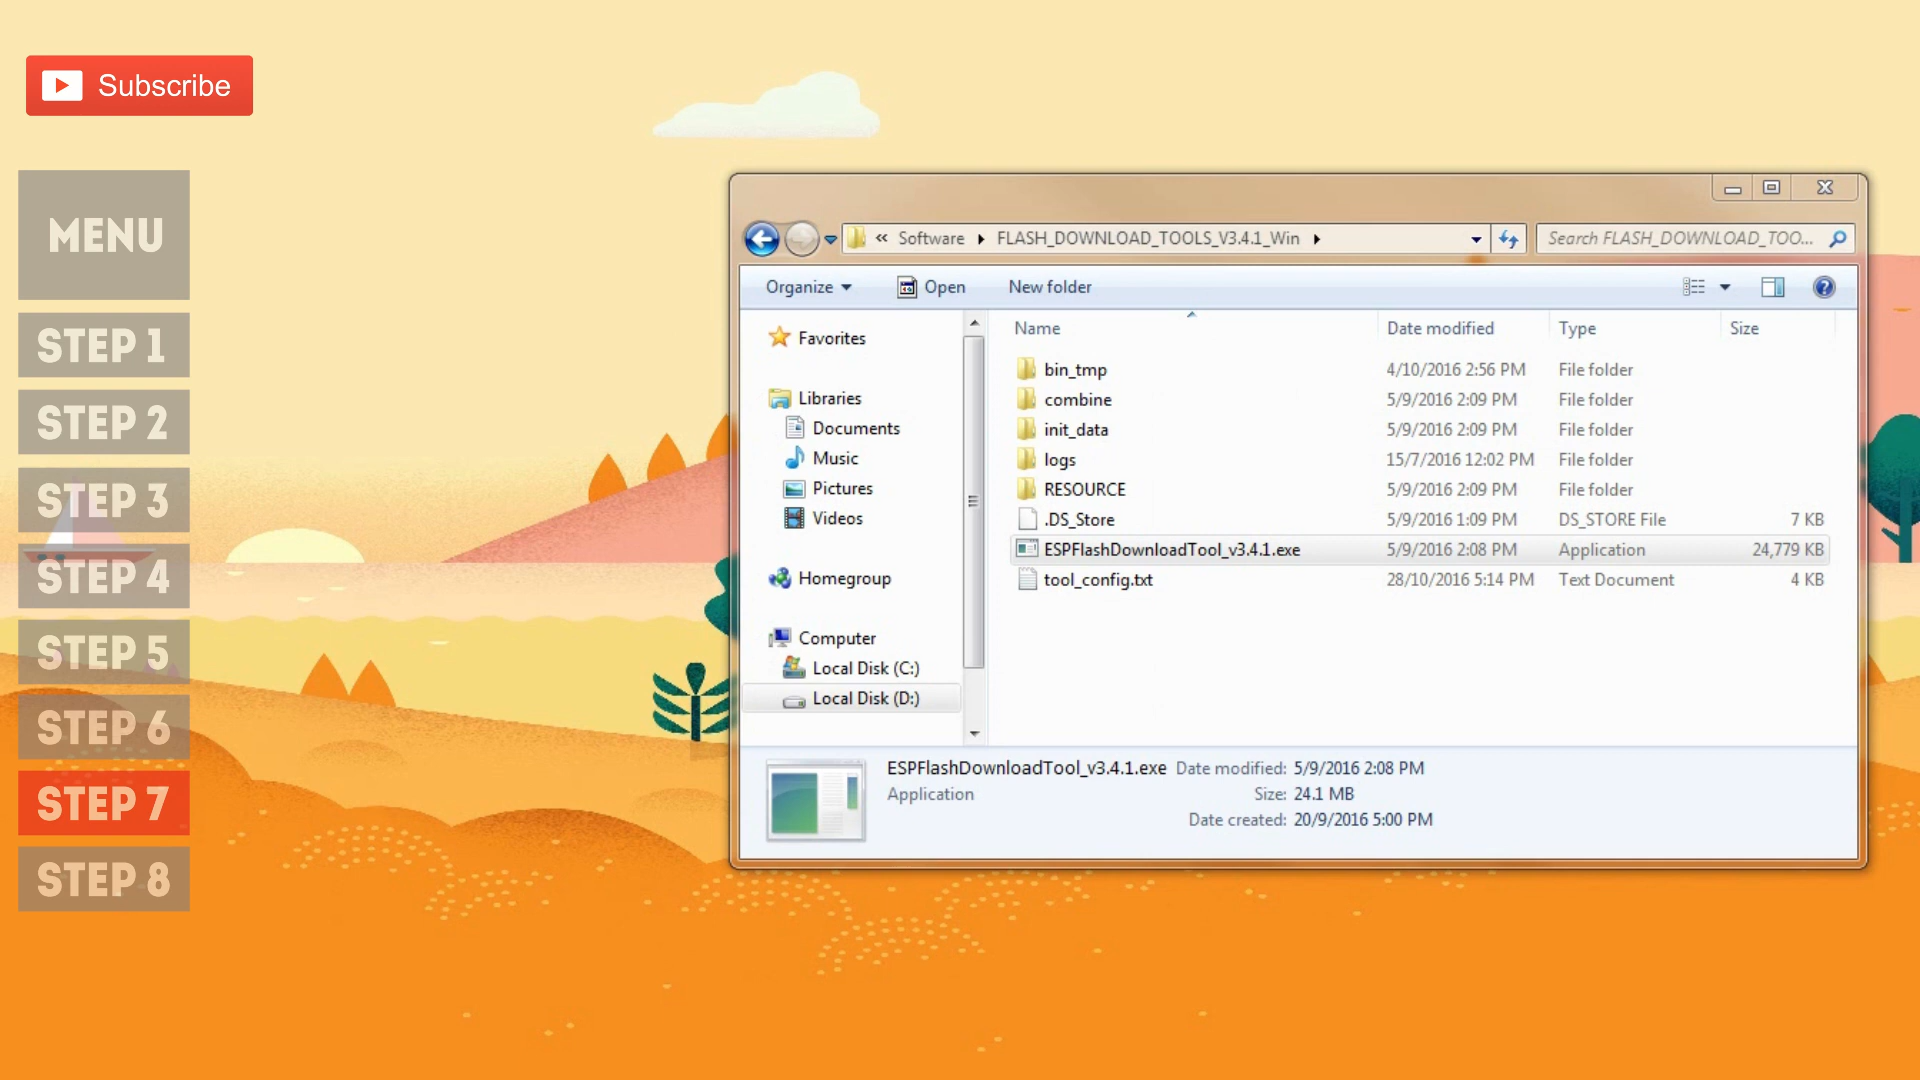 Subscribe
MENU
STEP 1
STEP 2
STEP 3
STEP 4
STEP 5
STEP 6
STEP 7
STEP 8
« Software FLASH_DOWNLOAD_TOOLS_V3.4.1_Win
Search FLASH_DOWNLOAD_TOO...
Organize Open New folder
Favorites
Libraries
Documents
Music
Pictures
Videos
Homegroup
Computer
Local Disk (C:)
Local Disk (D:)
Name Date modified Type Size
bin_tmp 4/10/2016 2:56 PM File folder
combine 5/9/2016 2:09 PM File folder
init_data 5/9/2016 2:09 PM File folder
logs 15/7/2016 12:02 PM File folder
RESOURCE 5/9/2016 2:09 PM File folder
.DS_Store 5/9/2016 1:09 PM DS_STORE File 7 KB
ESPFlashDownloadTool_v3.4.1.exe 5/9/2016 2:08 PM Application 24,779 KB
tool_config.txt 28/10/2016 5:14 PM Text Document 4 KB
ESPFlashDownloadTool_v3.4.1.exe Date modified: 5/9/2016 2:08 PM
Application Size: 24.1 MB
Date created: 20/9/2016 5:00 PM